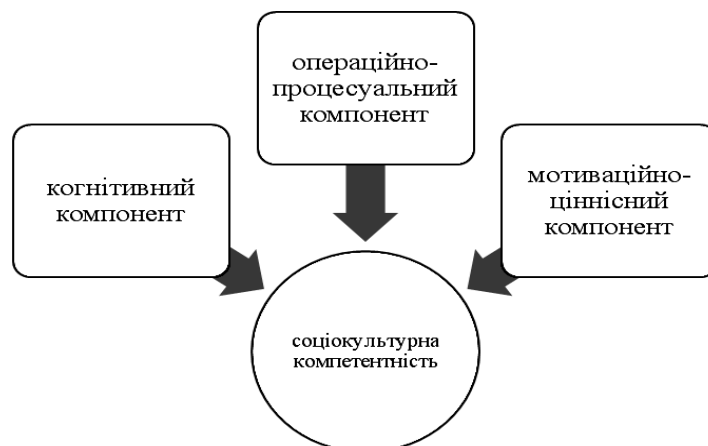 операційно-
процесуальний
компонент
когнітивний
компонент
мотиваційно-
ціннісний
компонент
соціокультурна
компетентність